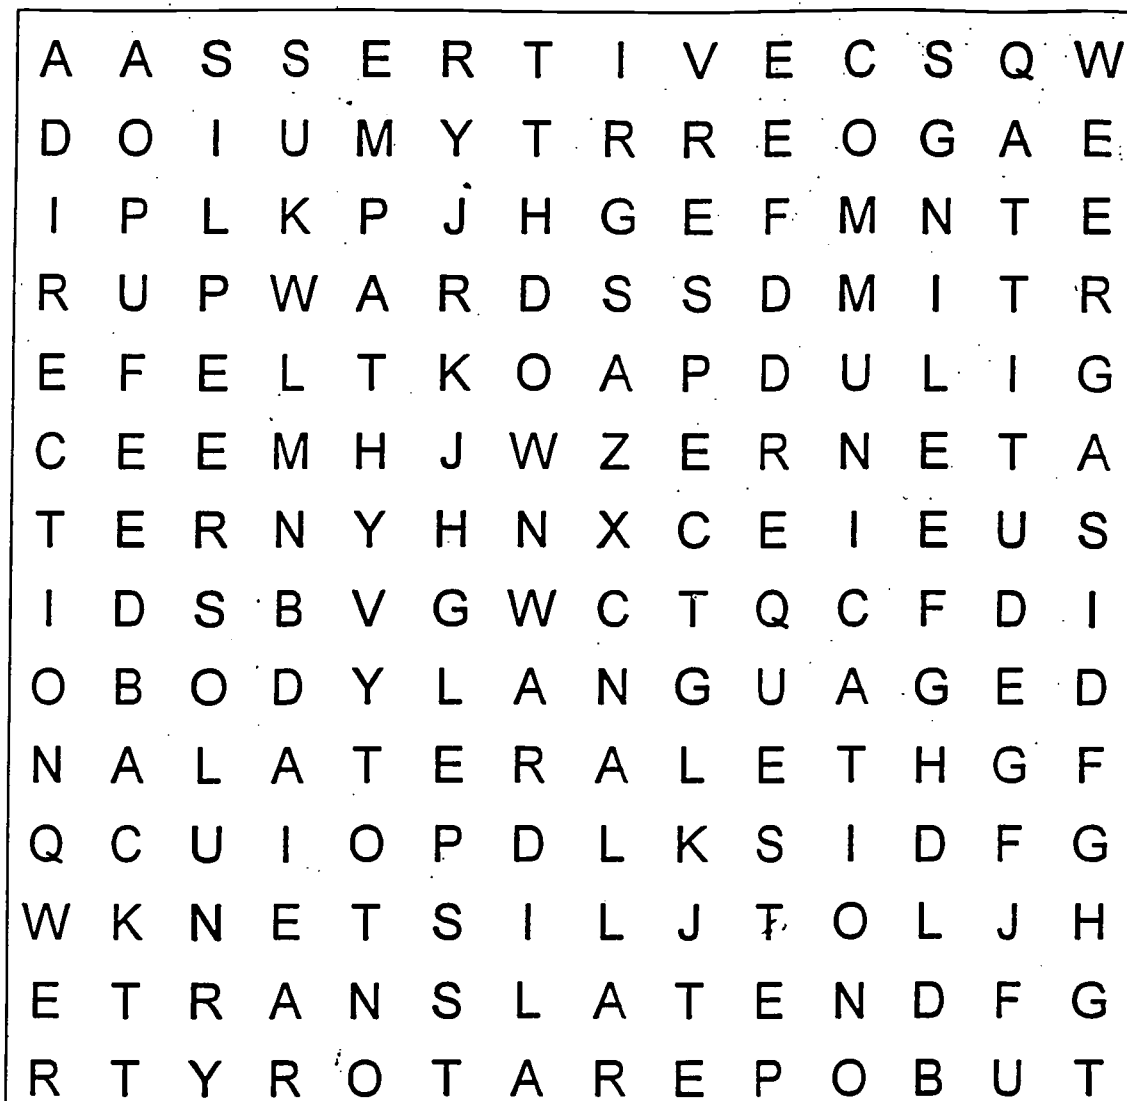 A A S S E R T I V E C S Q W
D O I U M Y T R R E O G A E
I P L K P J H G E F M N T E
R U P W A R D S S D M I T R
E F E L T K O A P D U L I G
C E E M H J W Z E R N E T A
T E R N Y H N X C E I E U S
I D S B V G W C T Q C F D I
O B O D Y L A N G U A G E D
N A L A T E R A L E T H G F
Q C U I O P D L K S I D F G
W K N E T S I L J T O L J H
E T R A N S L A T E N D F G
R T Y R O T A R E P O B U T